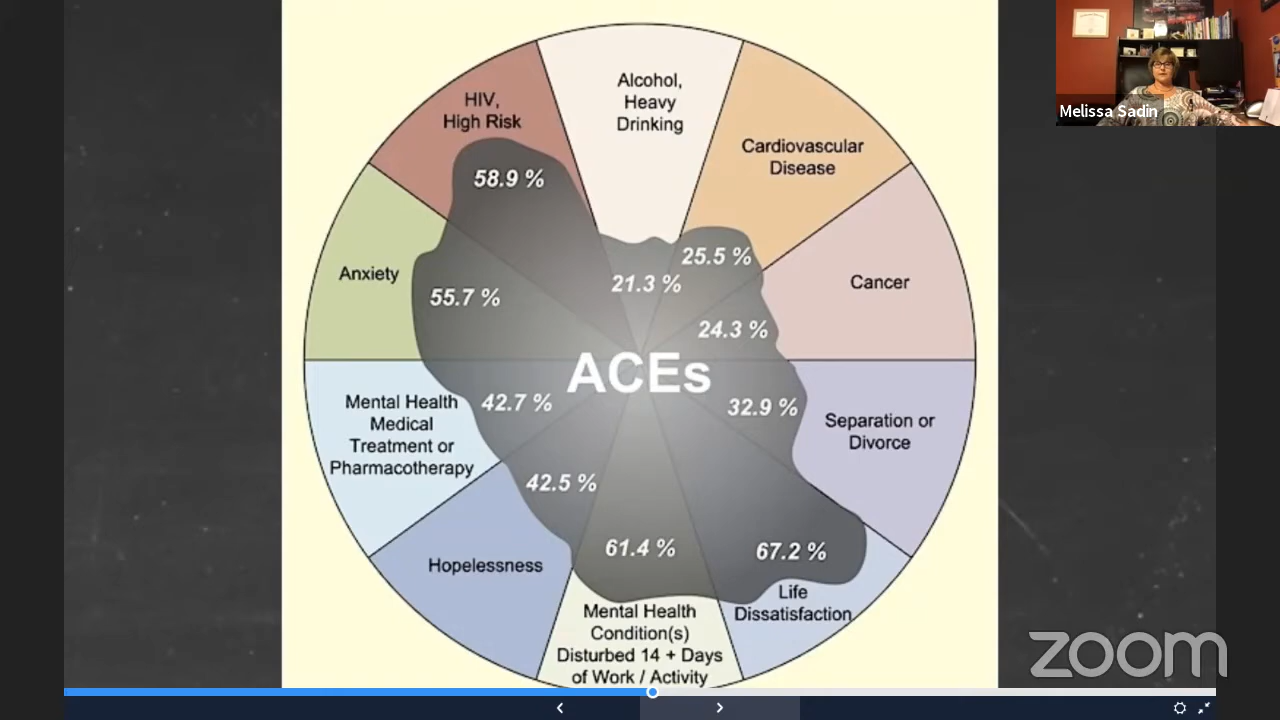 Melissa Sadin
Alcohol,
Heavy
Drinking
HIV,
High Risk
Cardiovascular
Disease
58.9 %
25.5 %
Anxiety
21.3 %
Cancer
55.7 %
24.3 %
ACEs
Mental Health
Medical
Treatment or
Pharmacotherapy
42.7 %
32.9 %
Separation or
Divorce
42.5 %
Hopelessness
61.4 %
67.2 %
Life
Dissatisfaction
Mental Health
Condition(s)
Disturbed 14 + Days
of Work / Activity
zoom